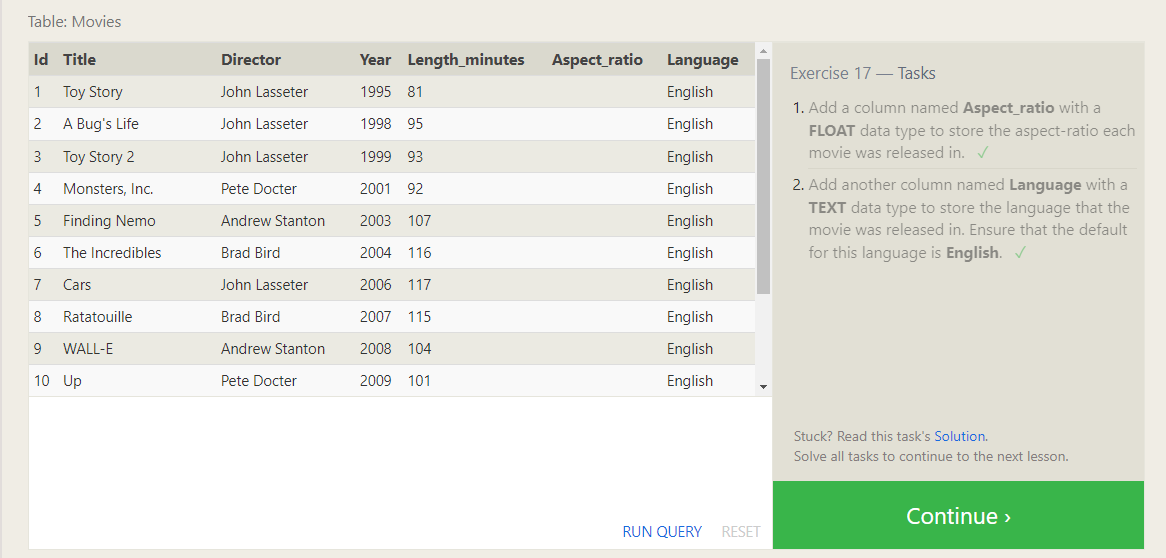 Table: Movies
Id Title Director Year Length_minutes Aspect_ratio Language
1 Toy Story John Lasseter 1995 81 English
2 A Bug's Life John Lasseter 1998 95 English
3 Toy Story 2 John Lasseter 1999 93 English
4 Monsters, Inc. Pete Docter 2001 92 English
5 Finding Nemo Andrew Stanton 2003 107 English
6 The Incredibles Brad Bird 2004 116 English
7 Cars John Lasseter 2006 117 English
8 Ratatouille Brad Bird 2007 115 English
9 WALL-E Andrew Stanton 2008 104 English
10 Up Pete Docter 2009 101 English
RUN QUERY RESET
Exercise 17 — Tasks
1. Add a column named Aspect_ratio with a
FLOAT data type to store the aspect-ratio each
movie was released in. ✓
2. Add another column named Language with a
TEXT data type to store the language that the
movie was released in. Ensure that the default
for this language is English. ✓
Stuck? Read this task's Solution.
Solve all tasks to continue to the next lesson.
Continue ›